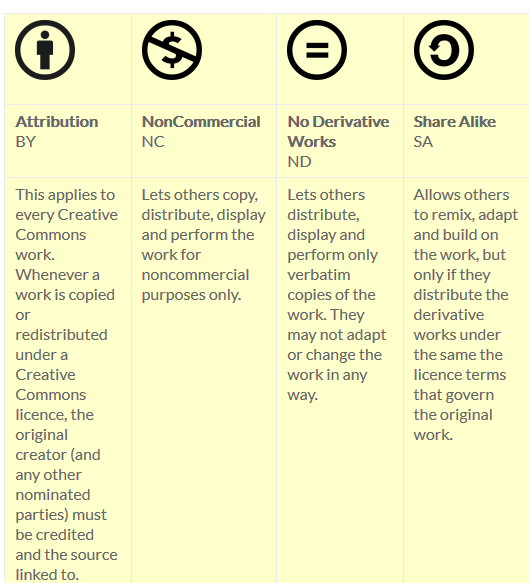 Attribution
BY
NonCommercial
NC
No Derivative
Works
ND
Share Alike
SA
This applies to
every Creative
Commons
work.
Whenever a
work is copied
or
redistributed
under a
Creative
Commons
licence, the
original
creator (and
any other
nominated
parties) must
be credited
and the source
linked to.
Lets others copy,
distribute, display
and perform the
work for
noncommercial
purposes only.
Lets others
distribute,
display and
perform only
verbatim
copies of the
work. They
may not adapt
or change the
work in any
way.
Allows others
to remix, adapt
and build on
the work, but
only if they
distribute the
derivative
works under
the same the
licence terms
that govern
the original
work.